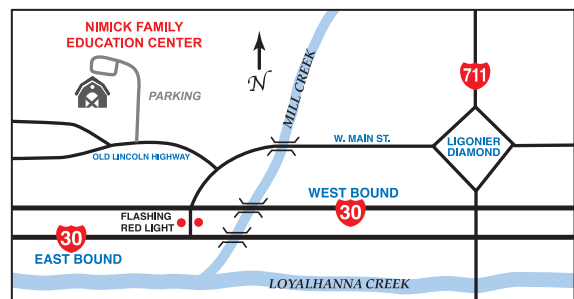 NIMICK FAMILY
EDUCATION CENTER
N
MILL CREEK
711
PARKING
OLD LINCOLN HIGHWAY
W. MAIN ST.
LIGONIER
DIAMOND
WEST BOUND
30
FLASHING
RED LIGHT
30
EAST BOUND
LOYALHANNA CREEK